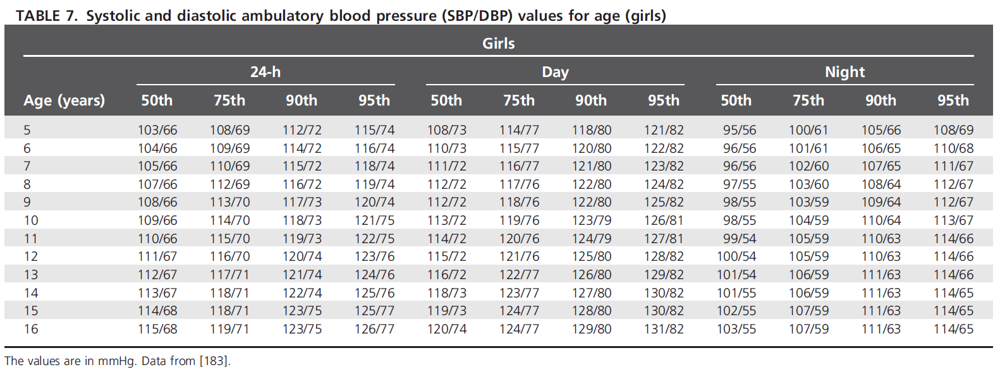 TABLE 7. Systolic and diastolic ambulatory blood pressure (SBP/DBP) values for age (girls)
Girls
24-h Day Night
Age (years) 50th 75th 90th 95th 50th 75th 90th 95th 50th 75th 90th 95th
5 103/66 108/69 112/72 115/74 108/73 114/77 118/80 121/82 95/56 100/61 105/66 108/69
6 104/66 109/69 114/72 116/74 110/73 115/77 120/80 122/82 96/56 101/61 106/65 110/68
7 105/66 110/69 115/72 118/74 111/72 116/77 121/80 123/82 96/56 102/60 107/65 111/67
8 107/66 112/69 116/72 119/74 112/72 117/76 122/80 124/82 97/55 103/60 108/64 112/67
9 108/66 113/70 117/73 120/74 112/72 118/76 122/80 125/82 98/55 103/59 109/64 112/67
10 109/66 114/70 118/73 121/75 113/72 119/76 123/79 126/81 98/55 104/59 110/64 113/67
11 110/66 115/70 119/73 122/75 114/72 120/76 124/79 127/81 99/54 105/59 110/63 114/66
12 111/67 116/70 120/74 123/76 115/72 121/76 125/80 128/82 100/54 105/59 110/63 114/66
13 112/67 117/71 121/74 124/76 116/72 122/77 126/80 129/82 101/54 106/59 111/63 114/66
14 113/67 118/71 122/74 125/76 118/73 123/77 127/80 130/82 101/55 106/59 111/63 114/65
15 114/68 118/71 123/75 125/77 119/73 124/77 128/80 130/82 102/55 107/59 111/63 114/65
16 115/68 119/71 123/75 126/77 120/74 124/77 129/80 131/82 103/55 107/59 111/63 114/65
The values are in mmHg. Data from [183].